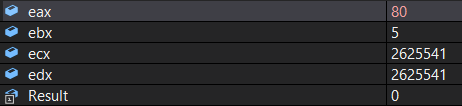 eax 80
ebx 5
ecx 2625541
edx 2625541
Result 0